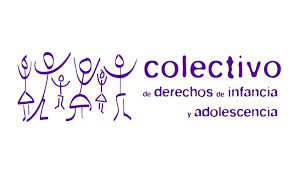 colectivo
de derechos de infancia
y adolescencia